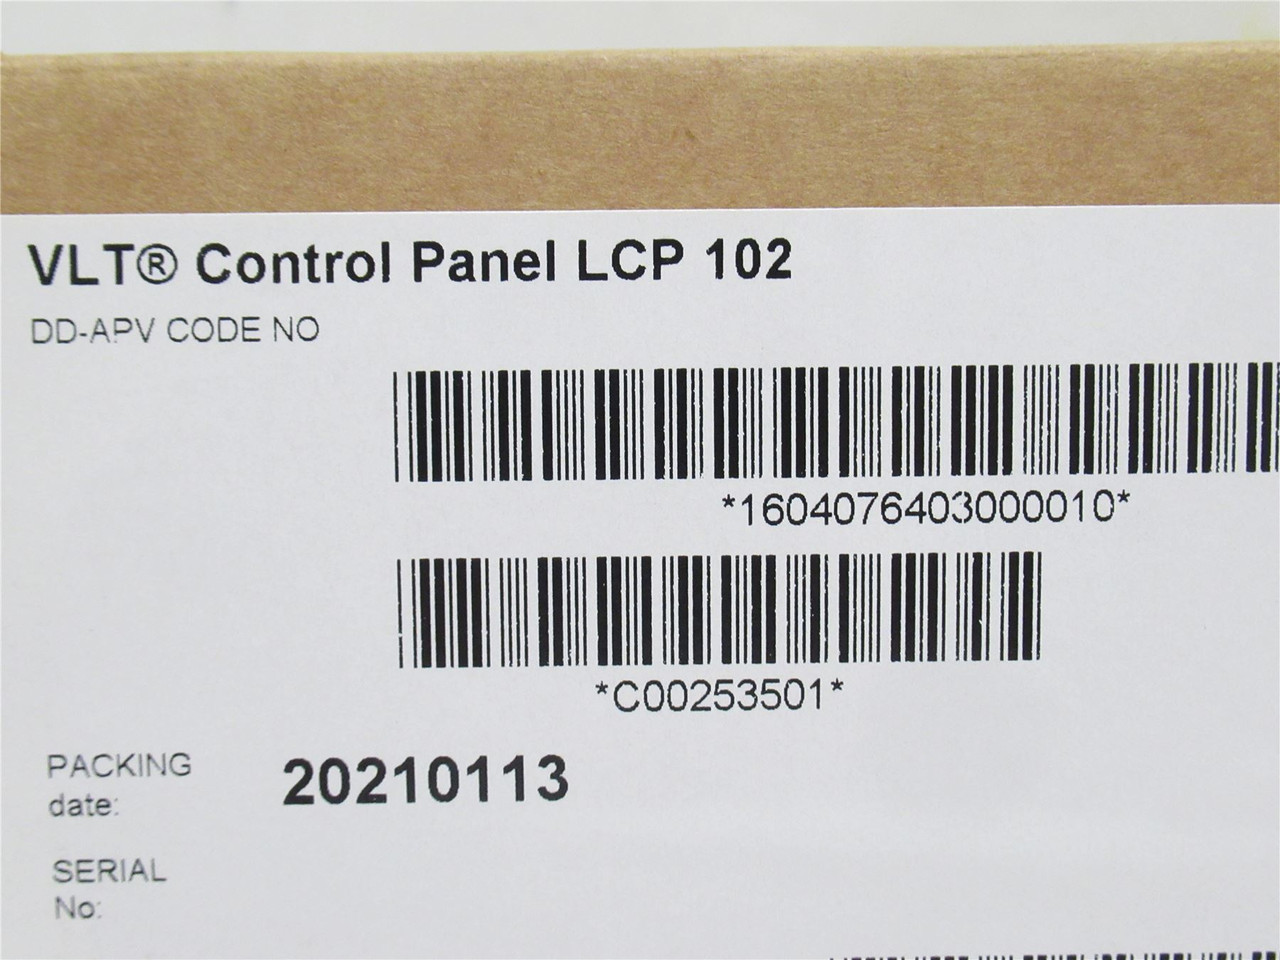 VLT® Control Panel LCP 102
DD-APV CODE NO
*1604076403000010*
*C00253501*
PACKING
date:
20210113
SERIAL
No: